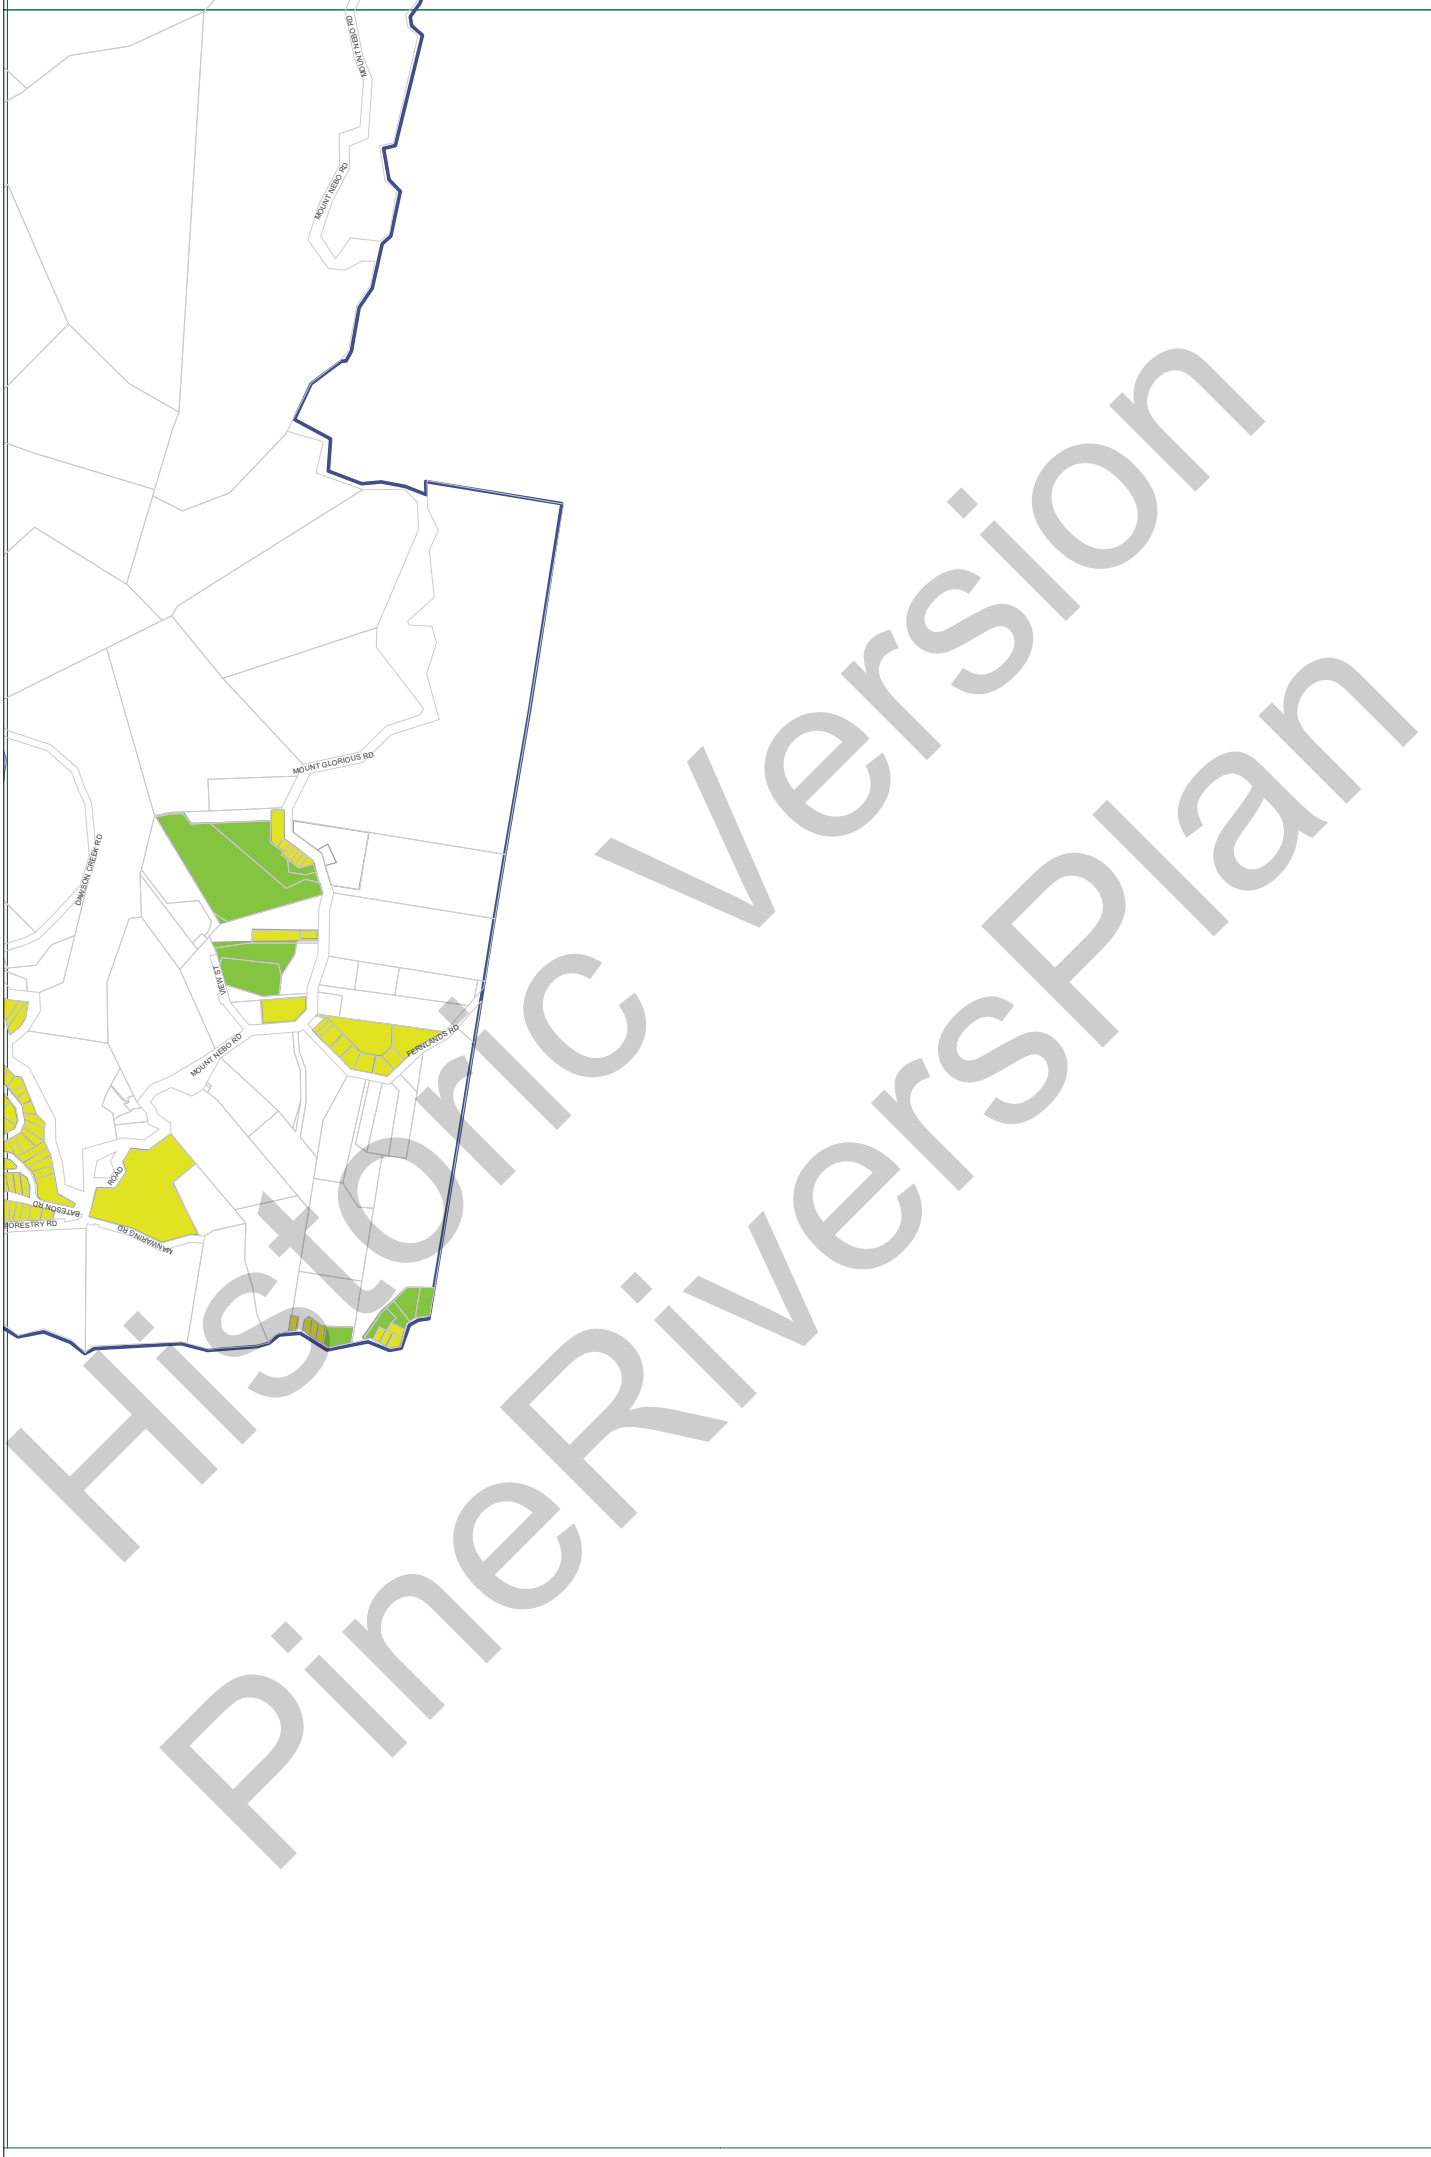 MOUNT NEBO RD
MOUNT NEBO RD
MOUNT GLORIOUS RD
DAWSON CREEK RD
VIEW ST
MOUNT NEBO RD
FERNLANDS RD
ROAD
BATESON RD
FORESTRY RD
MANWARING RD
Historic Version
PineRiversPlan